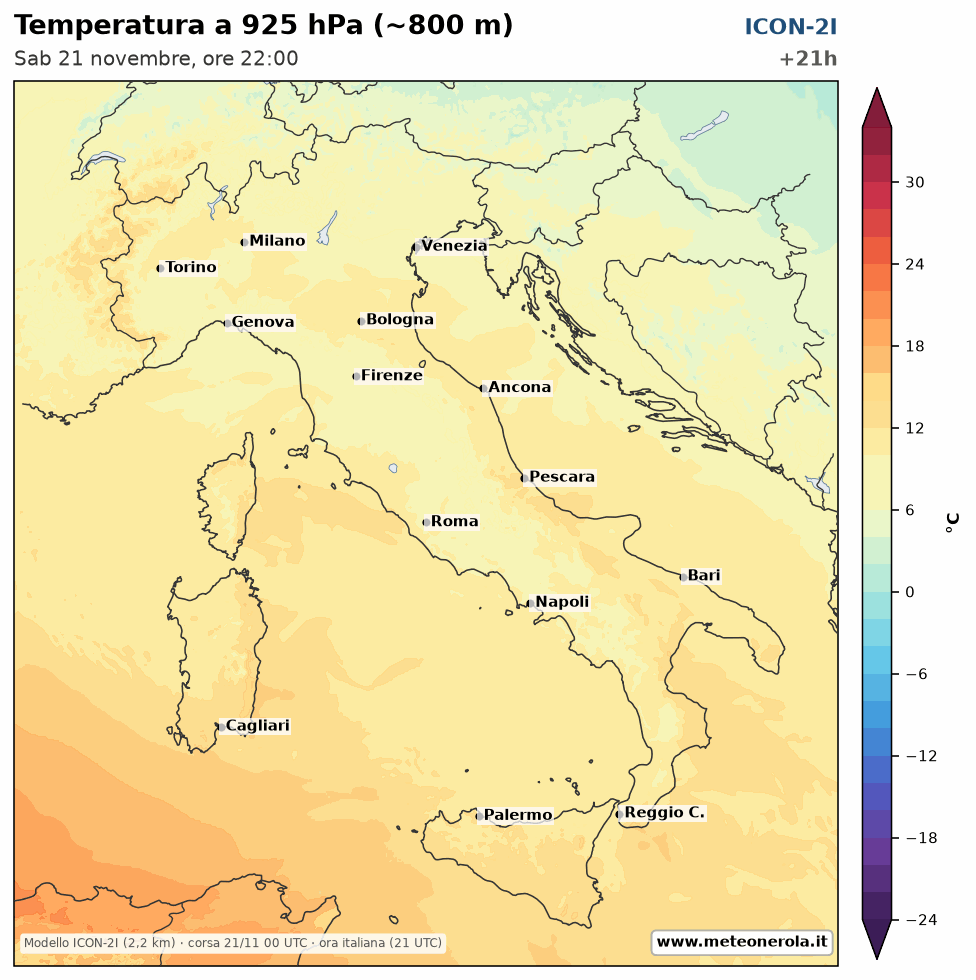 Temperatura a 925 hPa (~800 m)
ICON-2I
Sab 21 novembre, ore 22:00
+21h
Milano
Venezia
Torino
Genova
Bologna
Firenze
Ancona
Pescara
Roma
Bari
Napoli
Cagliari
Palermo
Reggio C.
Modello ICON-2I (2,2 km) · corsa 21/11 00 UTC · ora italiana (21 UTC)
www.meteonerola.it
30
24
18
12
6
0
−6
−12
−18
−24
°C